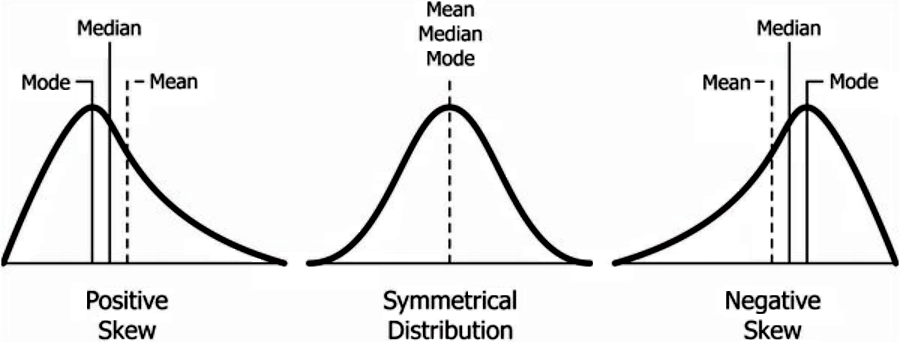 Median
Mode
Mean
Positive
Skew
Mean
Median
Mode
Symmetrical
Distribution
Median
Mean
Mode
Negative
Skew